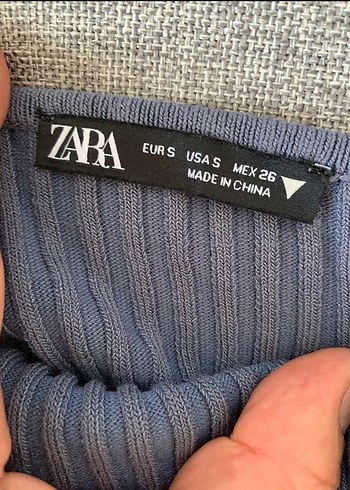 ZARA
EUR S USA S MEX 26
MADE IN CHINA